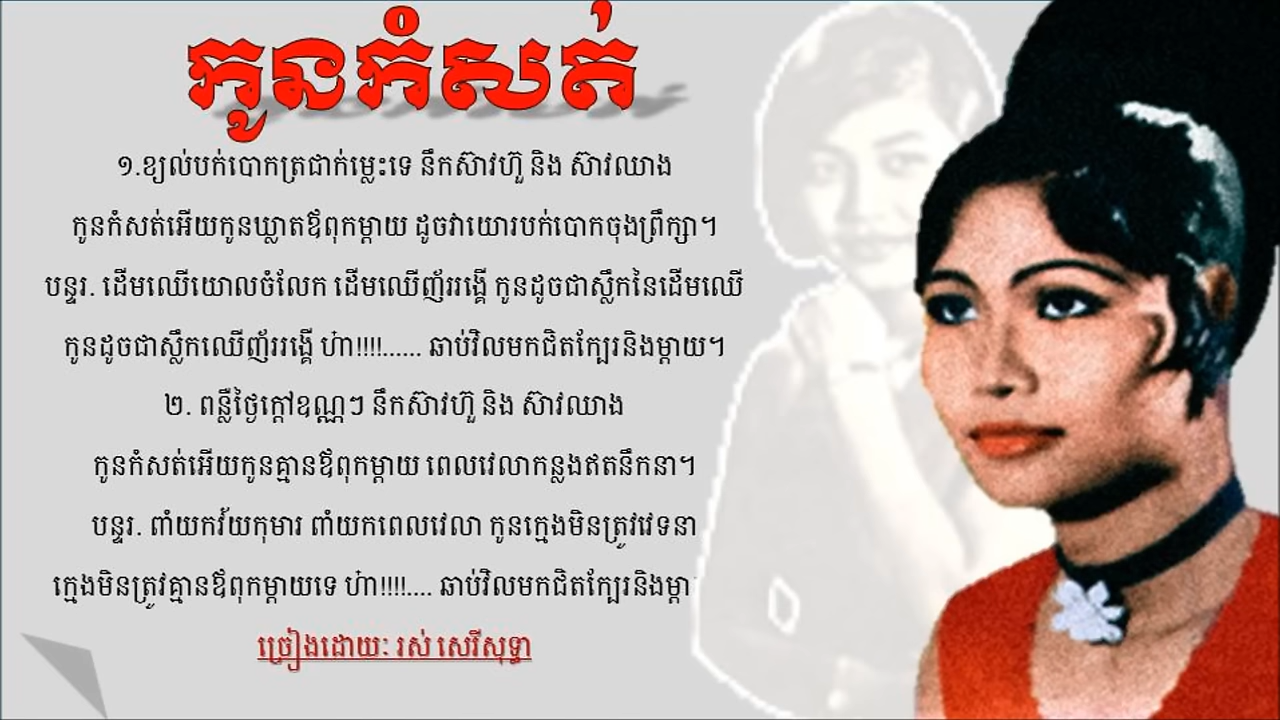 កូនកំសត់
១.ខ្យល់បក់បោកត្រជាក់ម្លេះទេ នឹកស៊ាវហ៊ួ និង ស៊ាវឈាង
កូនកំសត់អើយកូនឃ្លាតឪពុកម្ដាយ ដូចវាយោរបក់បោកចុងព្រឹក្សា។
បន្ទរ. ដើមឈើយោលចំលែក ដើមឈើញ័ររង្គើ កូនដូចជាស្លឹកនៃដើមឈើ
កូនដូចជាស្លឹកឈើញ័ររង្គើ ហ៎ា!!!!...... ឆាប់វិលមកជិតក្បែរនិងម្ដាយ។
២. ពន្លឺថ្ងៃក្ដៅឧណ្ណៗ នឹកស៊ាវហ៊ួ និង ស៊ាវឈាង
កូនកំសត់អើយកូនគ្មានឪពុកម្ដាយ ពេលវេលាកន្លងឥតនឹកនា។
បន្ទរ. ពាំយកវ័យកុមារ ពាំយកពេលវេលា កូនក្មេងមិនត្រូវវេទនា
ក្មេងមិនត្រូវគ្មានឪពុកម្ដាយទេ ហ៎ា!!!!.... ឆាប់វិលមកជិតក្បែរនិងម្ដា
ច្រៀងដោយៈ រស់ សេរីសុទ្ធា